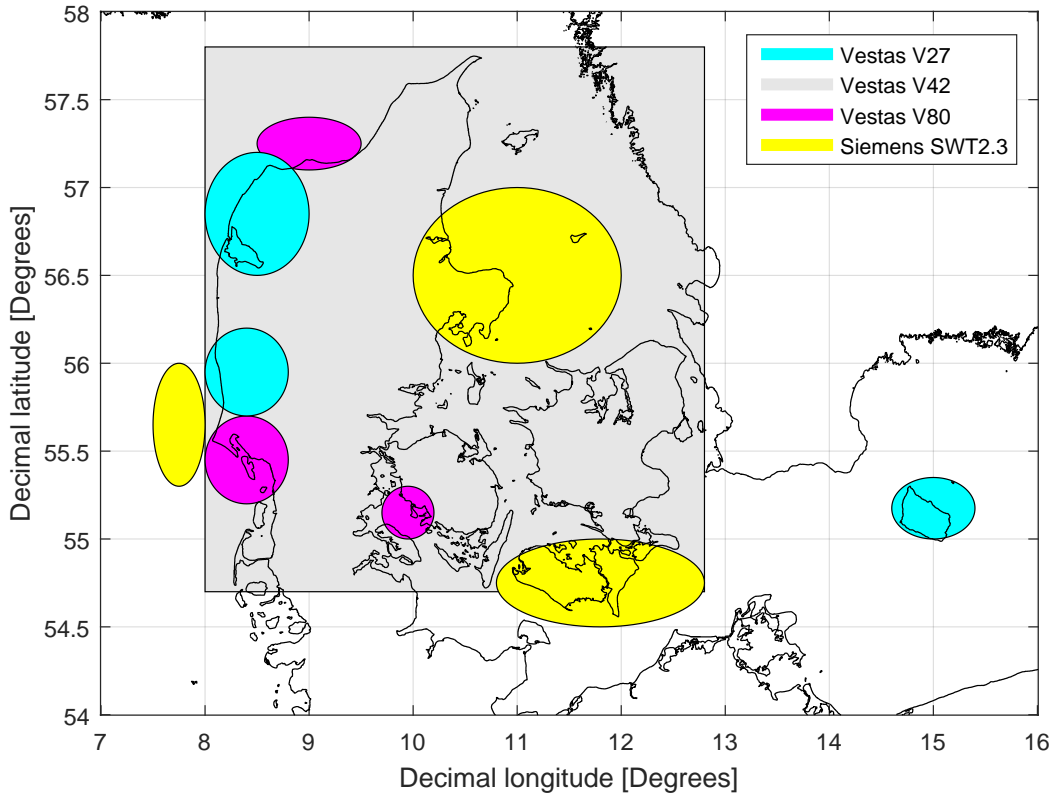 58
57.5
57
56.5
56
55.5
55
54.5
54
Decimal latitude [Degrees]
Vestas V27
Vestas V42
Vestas V80
Siemens SWT2.3
7 8 9 10 11 12 13 14 15 16
Decimal longitude [Degrees]